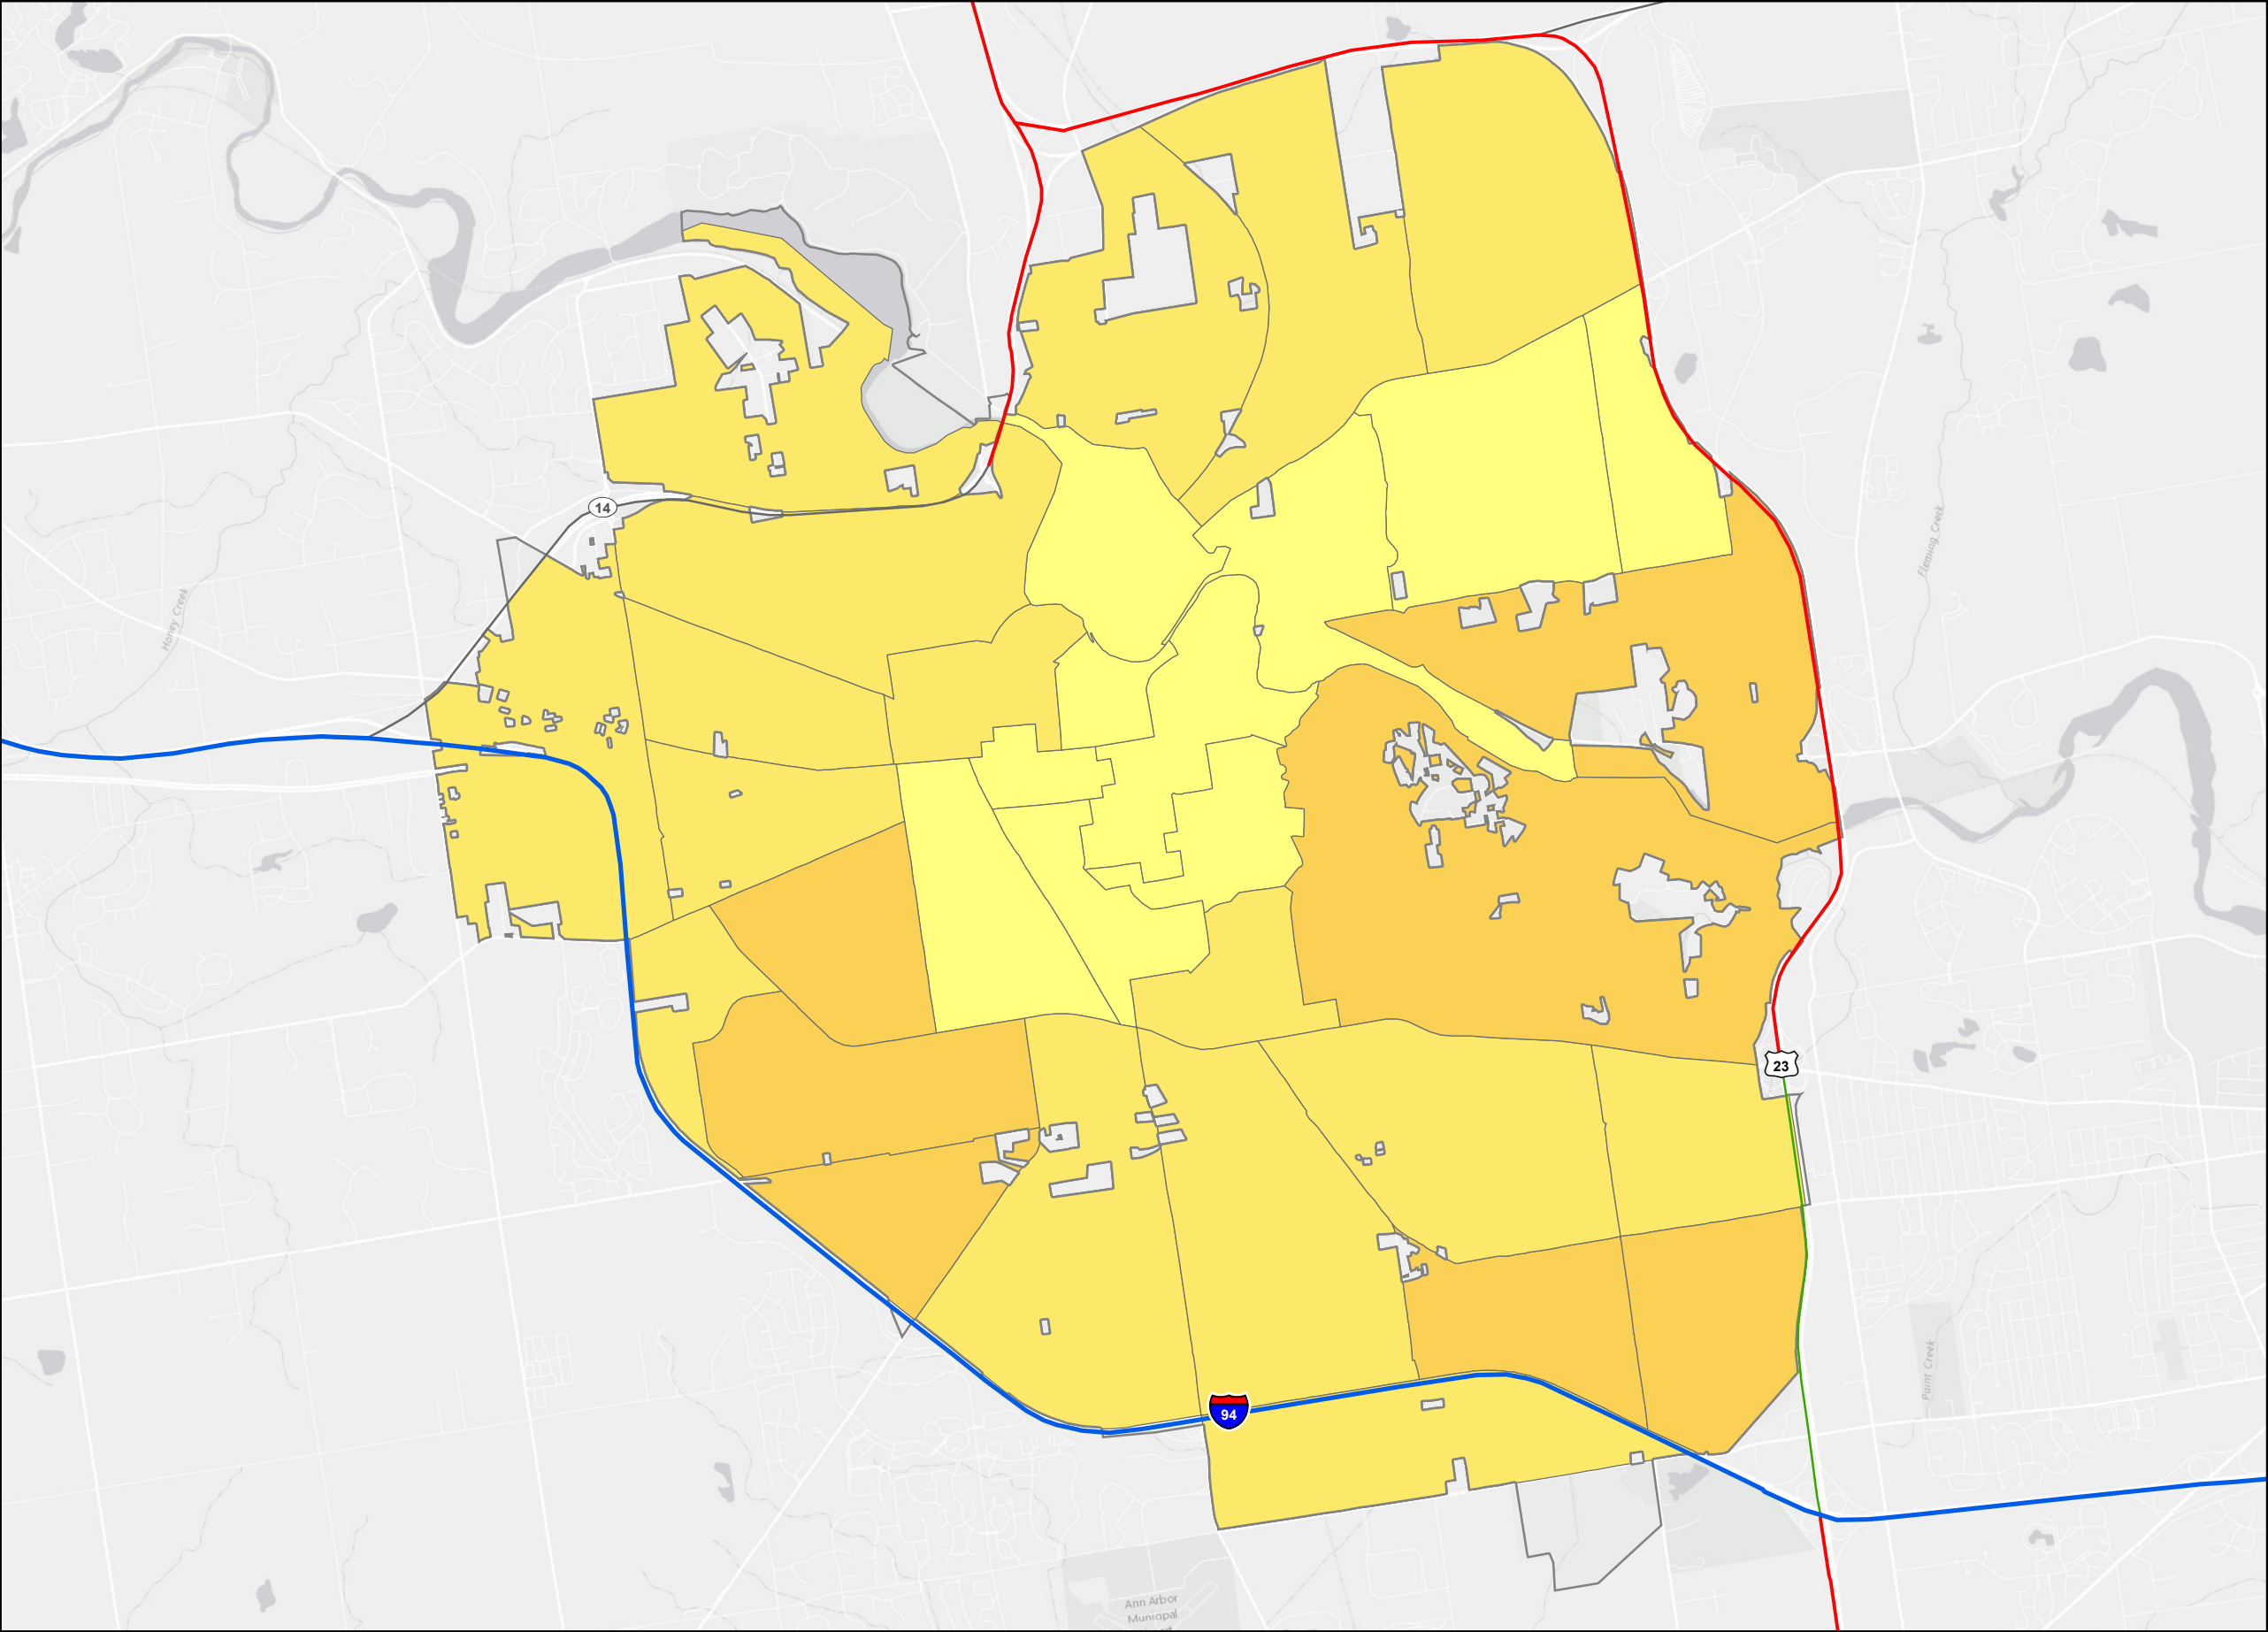 14
Honey Creek
Fleming Creek
23
Paint Creek
94
Ann Arbor
Municipal